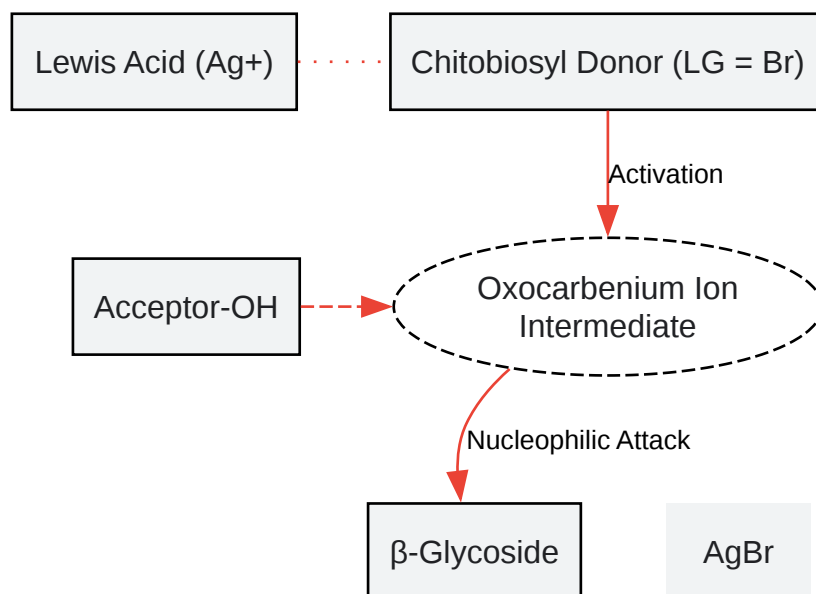 Lewis Acid (Ag+)
Chitobiosyl Donor (LG = Br)
Activation
Acceptor-OH
Oxocarbenium Ion
Intermediate
Nucleophilic Attack
β-Glycoside
AgBr